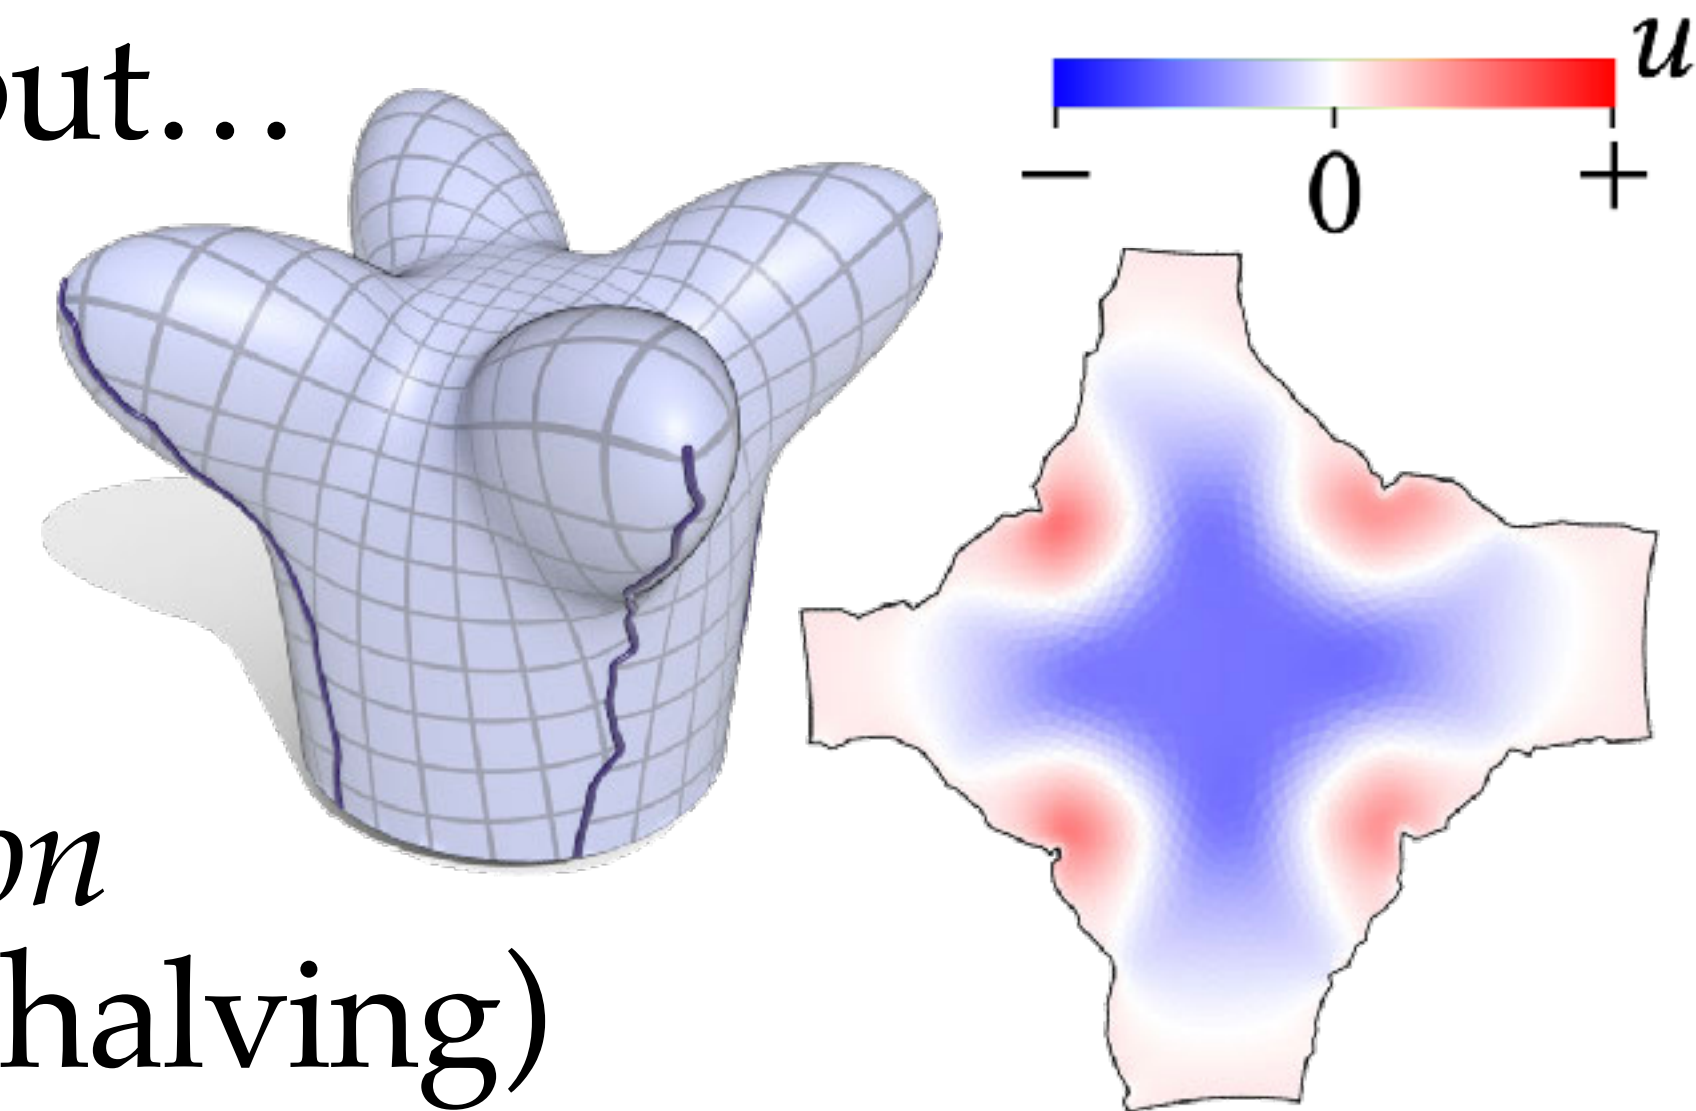 out…
u
− 0 +
on
halving)